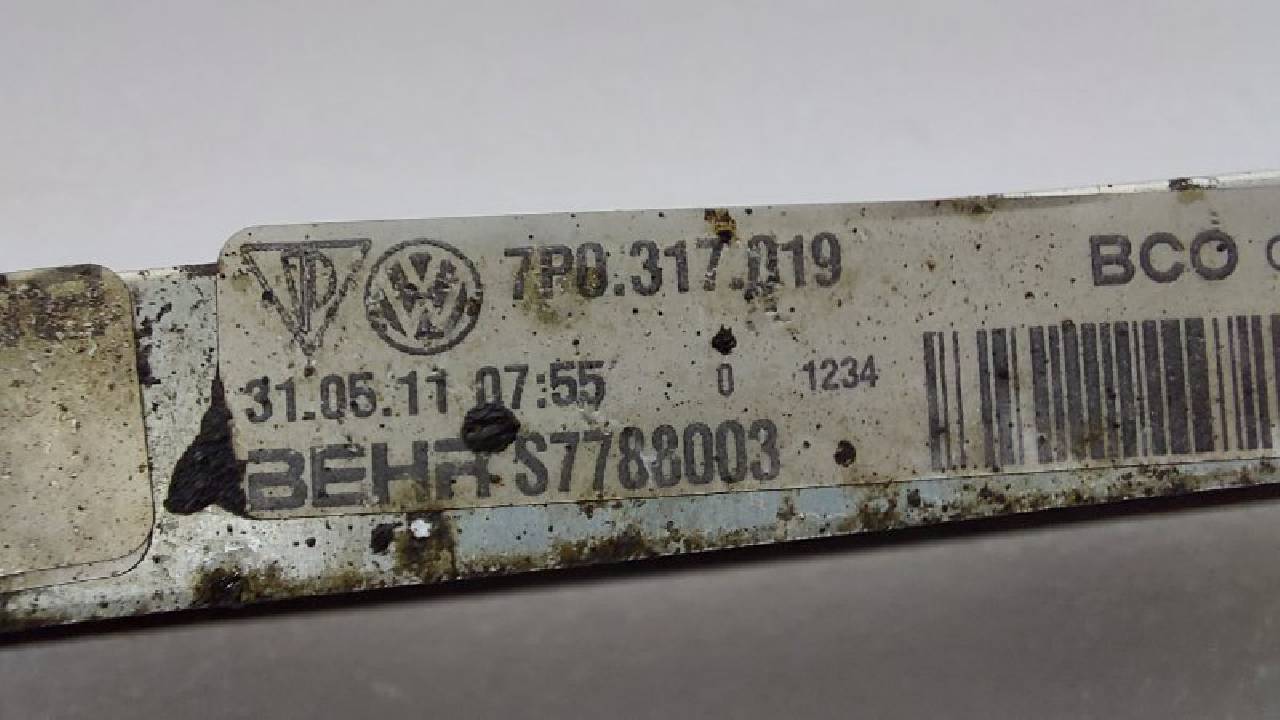 7P0.317.019 BCO
31.05.11 07:55 0 1234
BEHR S7788003